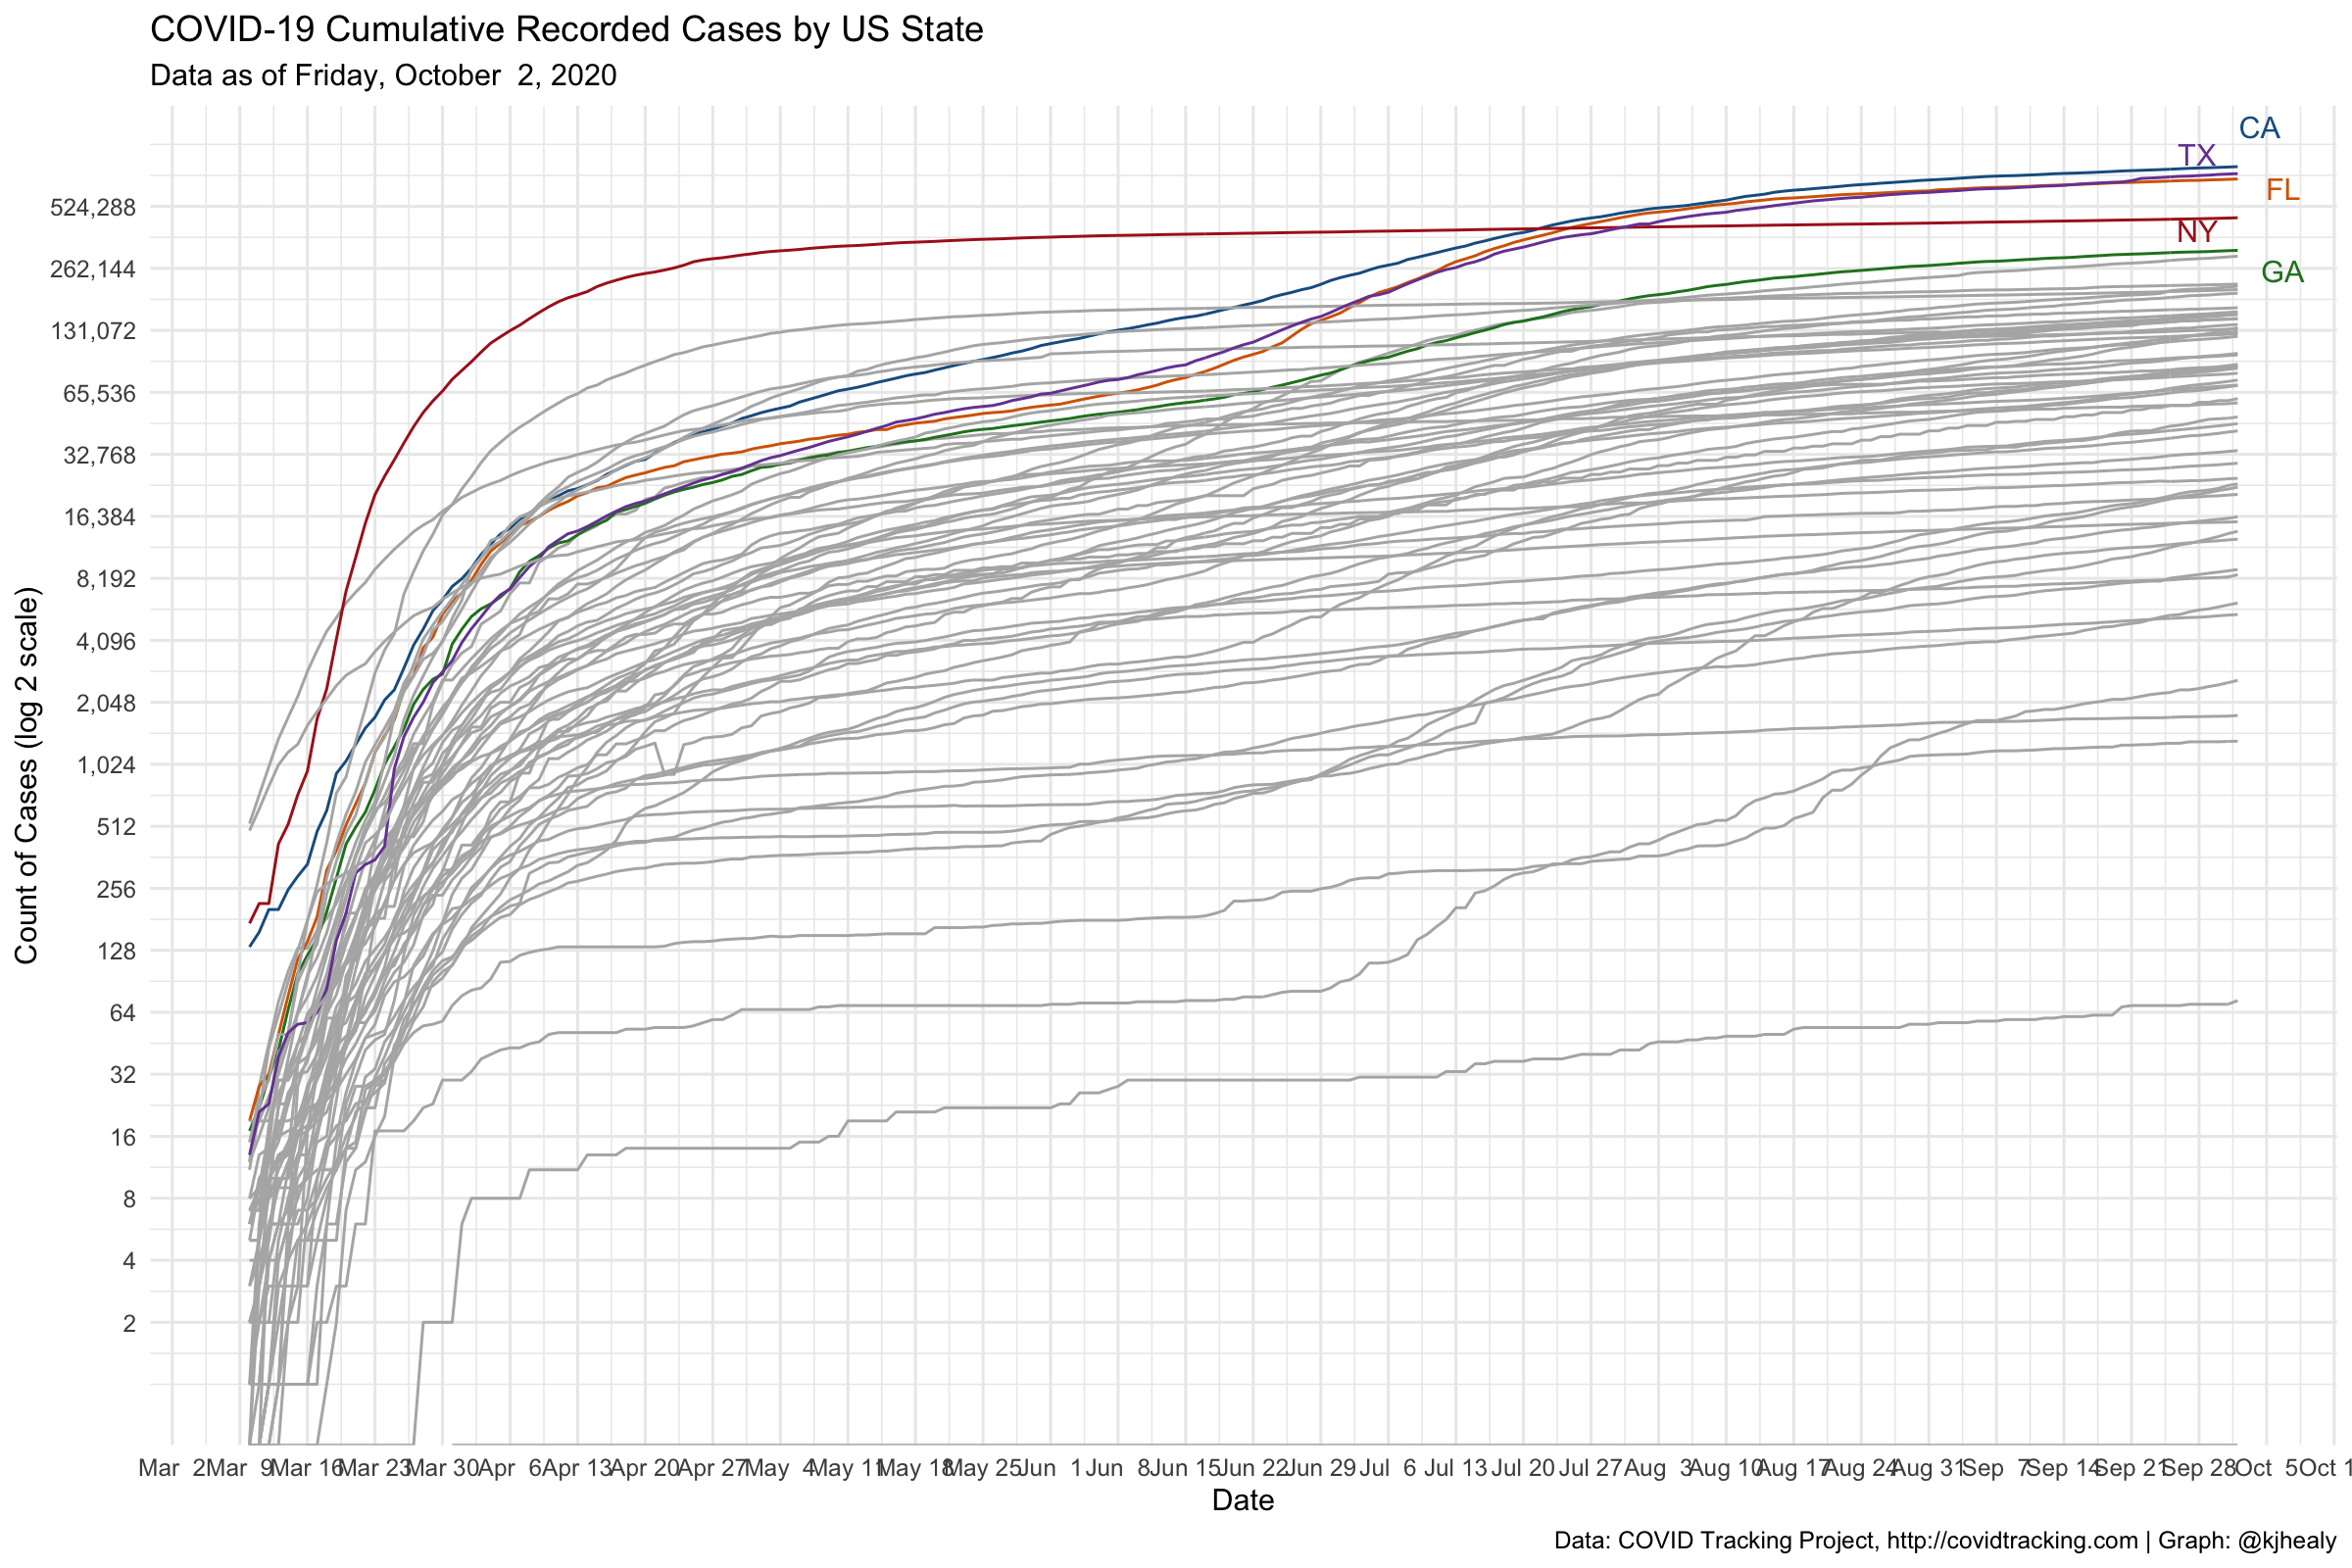 COVID-19 Cumulative Recorded Cases by US State
Data as of Friday, October  2, 2020
CA
TX
FL
NY
GA
524,288
262,144
131,072
65,536
32,768
16,384
8,192
4,096
2,048
1,024
512
256
128
64
32
16
8
4
2
Count of Cases (log 2 scale)
Mar  2 Mar  9 Mar 16 Mar 23 Mar 30 Apr  6 Apr 13 Apr 20 Apr 27 May  4 May 11 May 18 May 25 Jun  1 Jun  8 Jun 15 Jun 22 Jun 29 Jul  6 Jul 13 Jul 20 Jul 27 Aug  3 Aug 10 Aug 17 Aug 24 Aug 31 Sep  7 Sep 14 Sep 21 Sep 28 Oct  5 Oct 1
Date
Data: COVID Tracking Project, http://covidtracking.com | Graph: @kjhealy